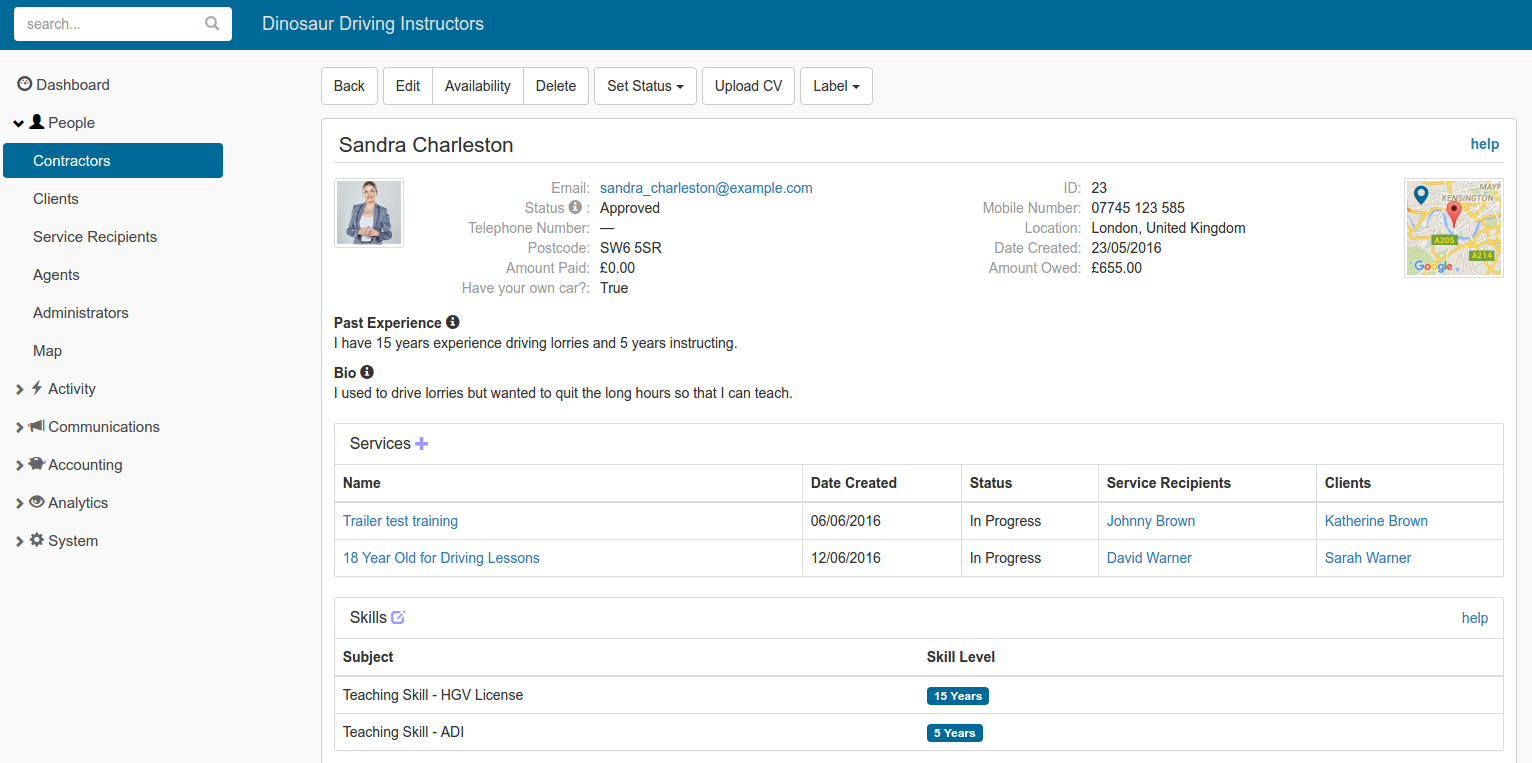 search...
Dinosaur Driving Instructors
Dashboard
People
Contractors
Clients
Service Recipients
Agents
Administrators
Map
Activity
Communications
Accounting
Analytics
System
Back Edit Availability Delete Set Status Upload CV Label
Sandra Charleston help
Email: sandra_charleston@example.com
Status : Approved
Telephone Number: —
Postcode: SW6 5SR
Amount Paid: £0.00
Have your own car?: True
ID: 23
Mobile Number: 07745 123 585
Location: London, United Kingdom
Date Created: 23/05/2016
Amount Owed: £655.00
KENSINGTON
A205
A214
Google
Past Experience
I have 15 years experience driving lorries and 5 years instructing.
Bio
I used to drive lorries but wanted to quit the long hours so that I can teach.
Services
Name Date Created Status Service Recipients Clients
Trailer test training 06/06/2016 In Progress Johnny Brown Katherine Brown
18 Year Old for Driving Lessons 12/06/2016 In Progress David Warner Sarah Warner
Skills help
Subject Skill Level
Teaching Skill - HGV License 15 Years
Teaching Skill - ADI 5 Years